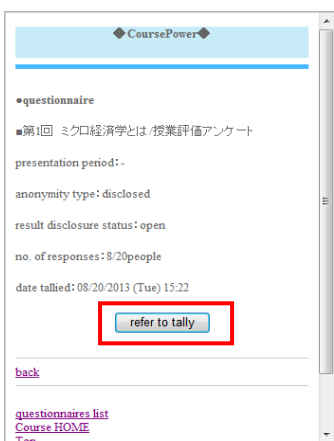 ◆CoursePower◆
●questionnaire
■第1回 ミクロ経済学とは/授業評価アンケート
presentation period：-
anonymity type：disclosed
result disclosure status：open
no. of responses：8/20people
date tallied：08/20/2013 (Tue) 15:22
refer to tally
back
questionnaires list
Course HOME
Top